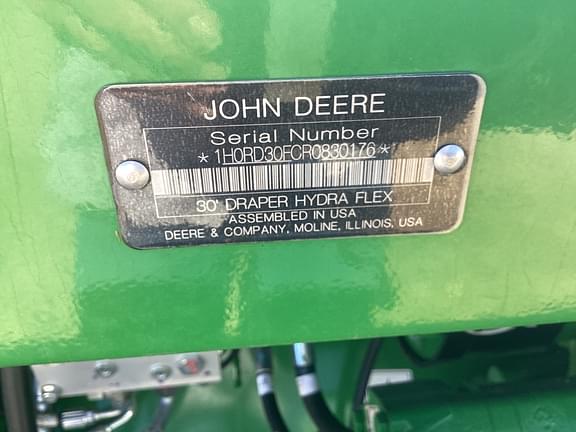 JOHN DEERE
Serial Number
*1H0RD30FCR0830176*
30' DRAPER HYDRA FLEX
ASSEMBLED IN USA
DEERE & COMPANY, MOLINE, ILLINOIS, USA